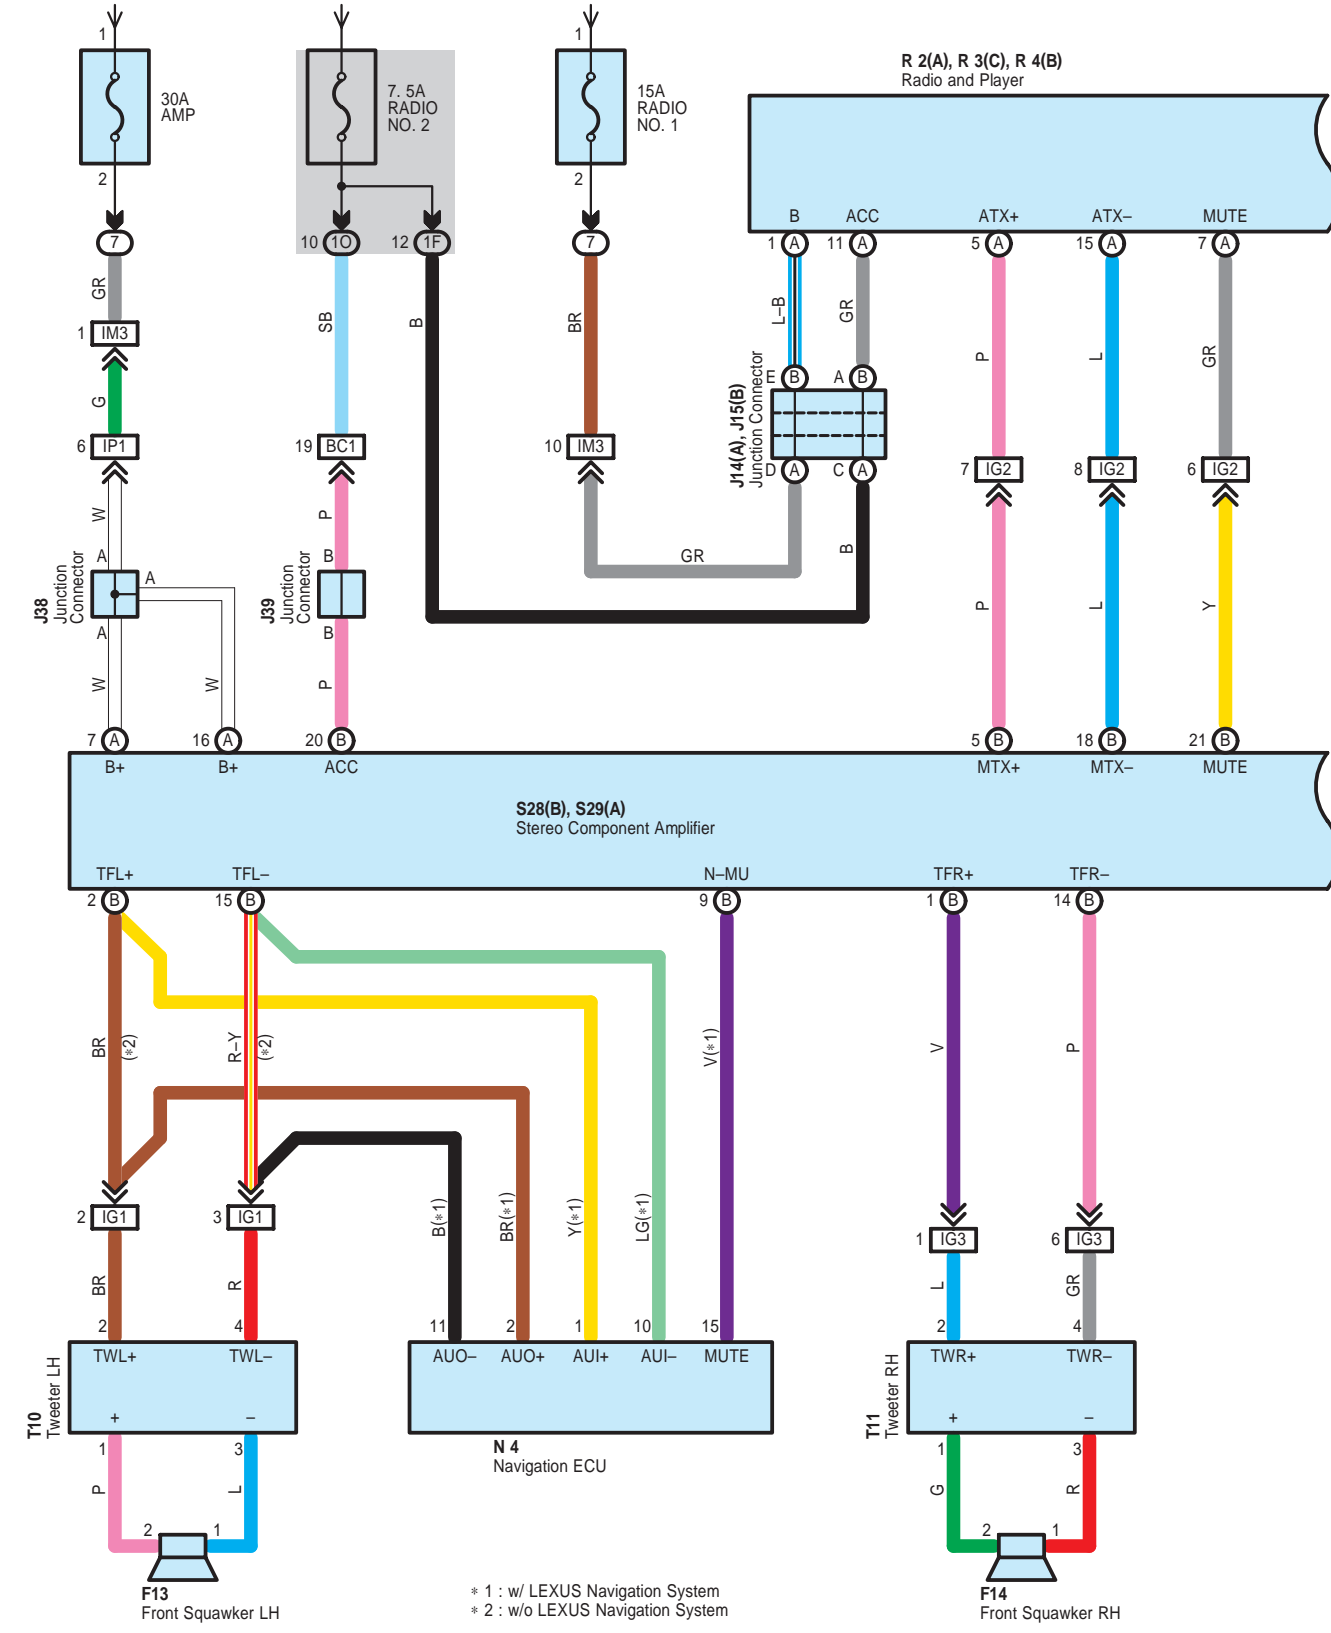 1
30A
AMP
2
7
GR
1 IM3
G
6 IP1
W
A
A
J38
Junction
Connector
A
W
W
7 A
16 A
7. 5A
RADIO
NO. 2
10 1O
12 1F
SB
B
19 BC1
P
B
J39
Junction
Connector
B
P
20 B
1
15A
RADIO
NO. 1
2
7
BR
10 IM3
GR
R 2(A), R 3(C), R 4(B)
Radio and Player
B ACC ATX+ ATX– MUTE
1 A 11 A 5 A 15 A 7 A
L–B GR P L GR
E B A B
J14(A), J15(B)
Junction Connector
D A C A
B
7 IG2 8 IG2 6 IG2
P L Y
5 B 18 B 21 B
B+ B+ ACC MTX+ MTX– MUTE
S28(B), S29(A)
Stereo Component Amplifier
TFL+ TFL– N–MU TFR+ TFR–
2 B 15 B 9 B 1 B 14 B
BR
(∗2)
R–Y
(∗2)
V(∗1)
V
P
2 IG1 3 IG1
B(∗1) BR(∗1) Y(∗1) LG(∗1)
1 IG3 6 IG3
BR R
L GR
2 4 11 2 1 10 15 2 4
TWL+ TWL– AUO– AUO+ AUI+ AUI– MUTE TWR+ TWR–
T10
Tweeter LH
+ –
T11
Tweeter RH
+ –
1 3
N 4
Navigation ECU
1 3
P L
G R
2 1
2 1
F13
Front Squawker LH
∗ 1 : w/ LEXUS Navigation System
∗ 2 : w/o LEXUS Navigation System
F14
Front Squawker RH